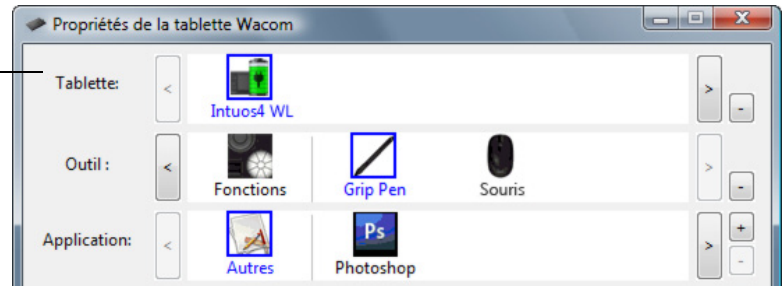 Propriétés de la tablette Wacom
Tablette: < Intuos4 WL > -
Outil : < Fonctions Grip Pen Souris > -
Application: < Autres Ps Photoshop > + -